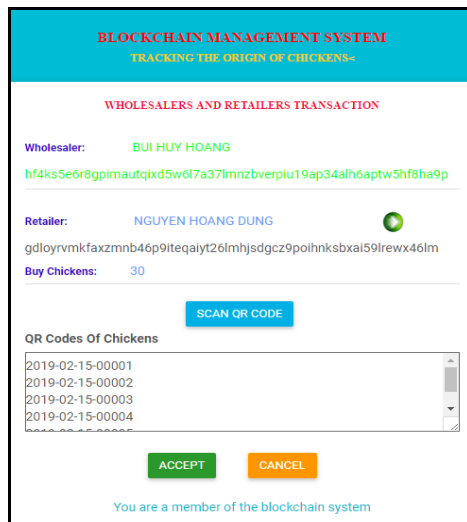 BLOCKCHAIN MANAGEMENT SYSTEM
TRACKING THE ORIGIN OF CHICKENS<
WHOLESALERS AND RETAILERS TRANSACTION
Wholesaler: BUI HUY HOANG
hf4ks5e6r8gpimautqixd5w6l7a37lmnzbverpiu19ap34alh6aptw5hf8ha9p
Retailer: NGUYEN HOANG DUNG
gdloyrvmkfaxzmnb46p9iteqaiyt26lmhjsdgcz9poihnksbxai59lrewx46lm
Buy Chickens: 30
SCAN QR CODE
QR Codes Of Chickens
2019-02-15-00001
2019-02-15-00002
2019-02-15-00003
2019-02-15-00004
ACCEPT CANCEL
You are a member of the blockchain system